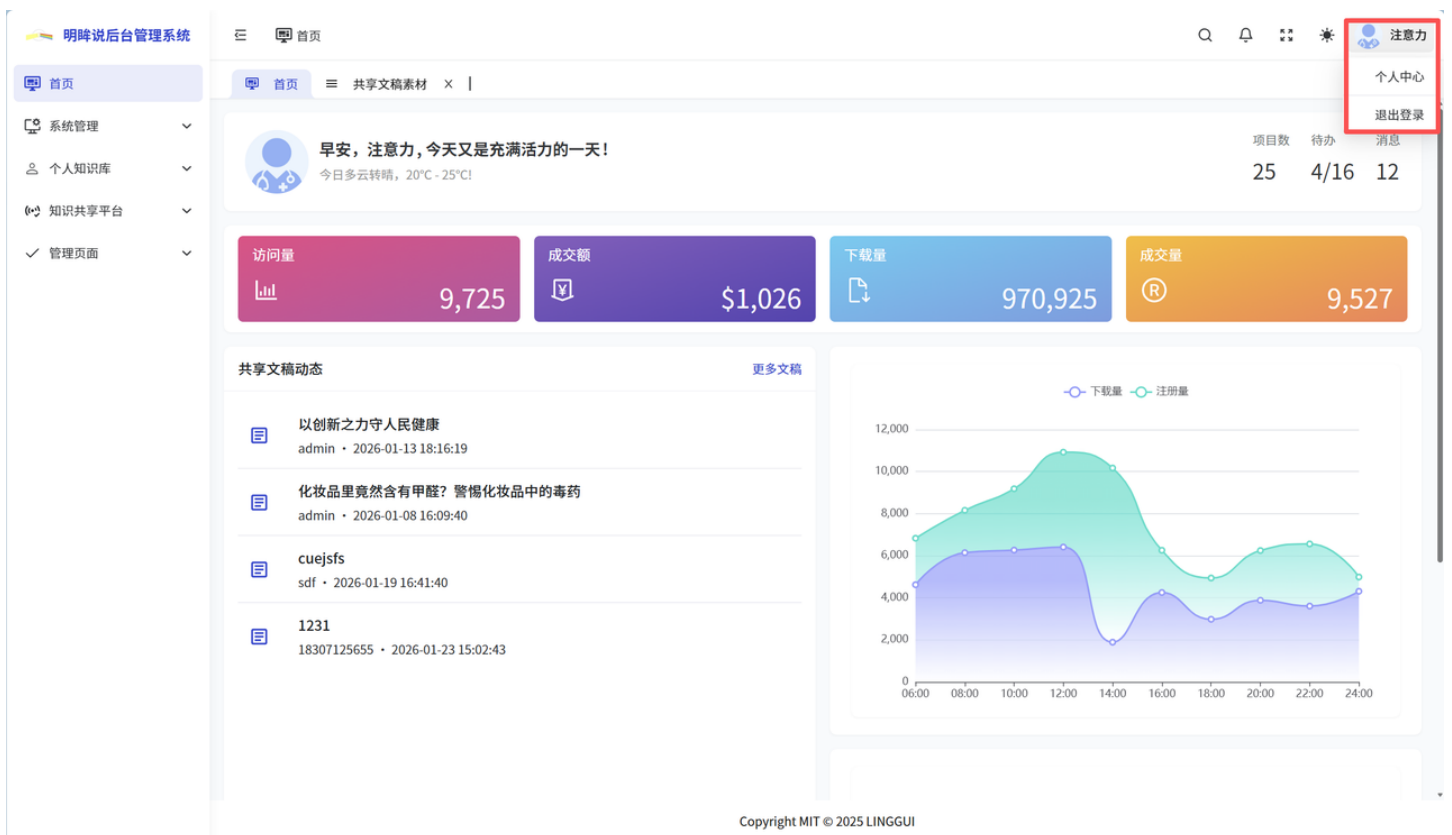 明眸说后台管理系统
首页
注意力
个人中心
退出登录
首页
系统管理
个人知识库
知识共享平台
管理页面
首页
共享文稿素材
早安，注意力，今天又是充满活力的一天！
今日多云转晴，20℃ - 25℃！
项目数
待办
消息
25
4/16
12
访问量
9,725
成交额
$1,026
下载量
970,925
成交量
9,527
共享文稿动态
更多文稿
以创新之力守人民健康
admin · 2026-01-13 18:16:19
化妆品里竟然含有甲醛？警惕化妆品中的毒药
admin · 2026-01-08 16:09:40
cuejsfs
sdf · 2026-01-19 16:41:40
1231
18307125655 · 2026-01-23 15:02:43
下载量 注册量
12,000
10,000
8,000
6,000
4,000
2,000
0
06:00 08:00 10:00 12:00 14:00 16:00 18:00 20:00 22:00 24:00
Copyright MIT © 2025 LINGGUI